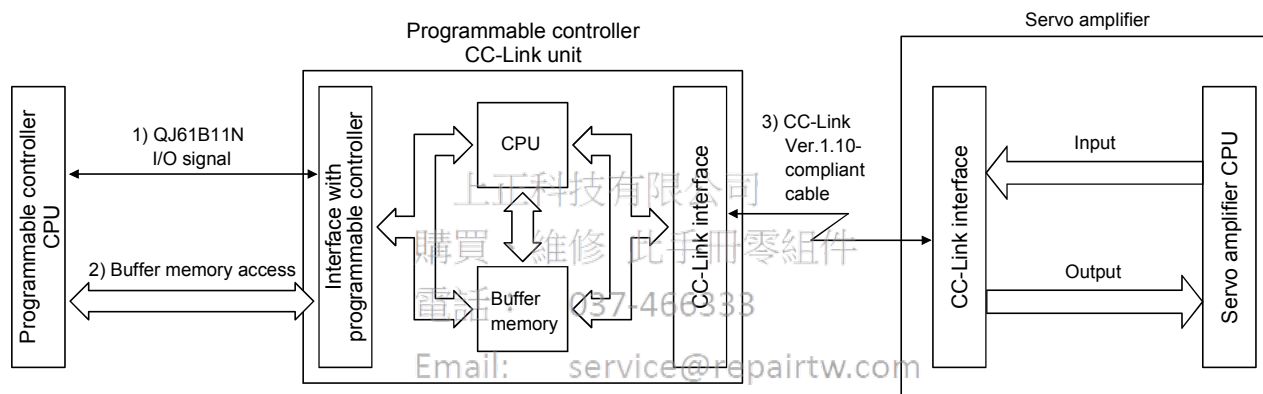 Programmable controller
CC-Link unit
Servo amplifier
Programmable controller
CPU
1) QJ61B11N
I/O signal
2) Buffer memory access
Interface with
programmable controller
CPU
Buffer
memory
CC-Link interface
3) CC-Link
Ver.1.10-
compliant
cable
CC-Link interface
Input
Output
Servo amplifier CPU
上正科技有限公司
購買、維修 此手冊零組件
電話： 037-466333
Email: service@repairtw.com